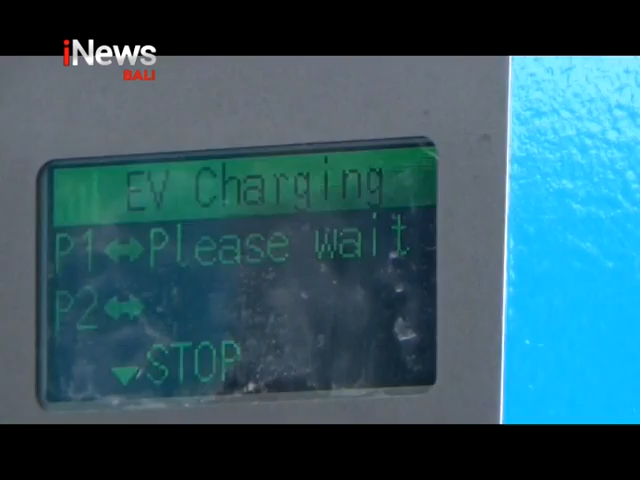 iNews
BALI
EV Charging
P1⬌Please wait
P2⬌
▼STOP